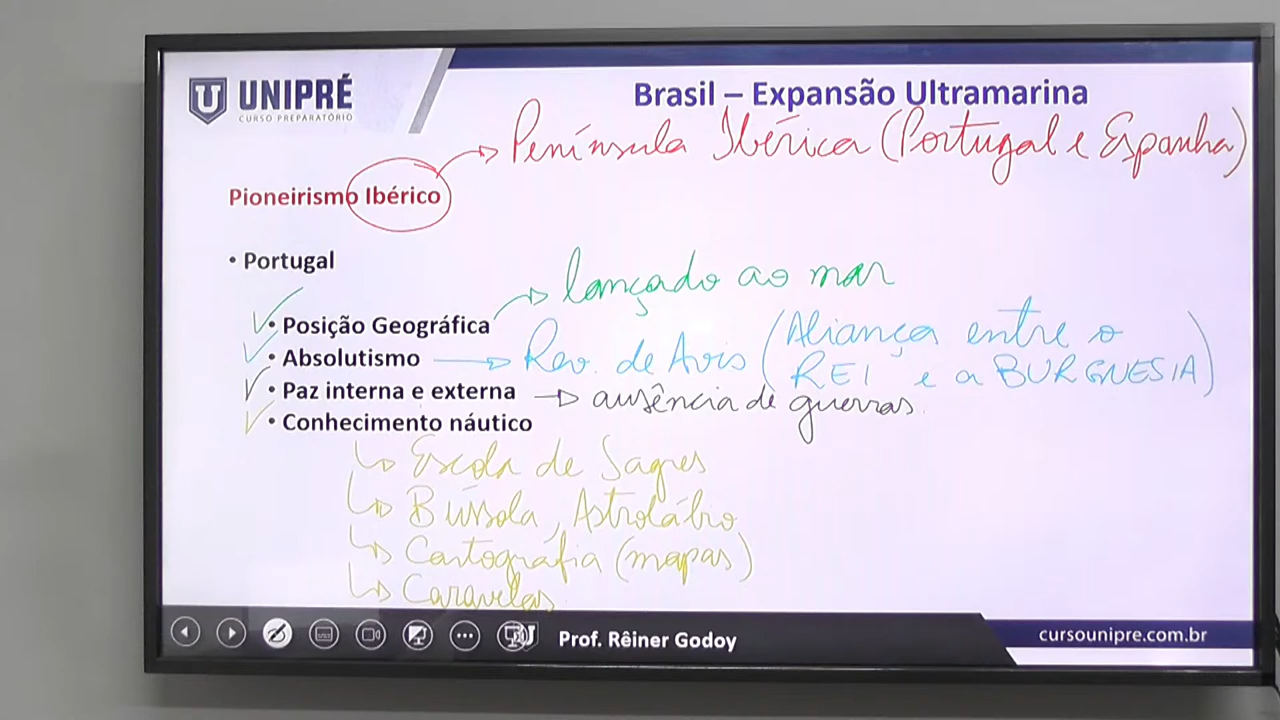 UNIPRÉ
CURSO PREPARATÓRIO
Brasil – Expansão Ultramarina
Península Ibérica (Portugal e Espanha)
Pioneirismo Ibérico
• Portugal
lançado ao mar
• Posição Geográfica
• Absolutismo
Rev. de Avis (Aliança entre o
REI e a BURGUESIA)
• Paz interna e externa
ausência de guerras.
• Conhecimento náutico
Escola de Sagres
Bússola, Astrolábio
Cartografia (mapas)
Caravelas
Prof. Rêiner Godoy
cursounipre.com.br